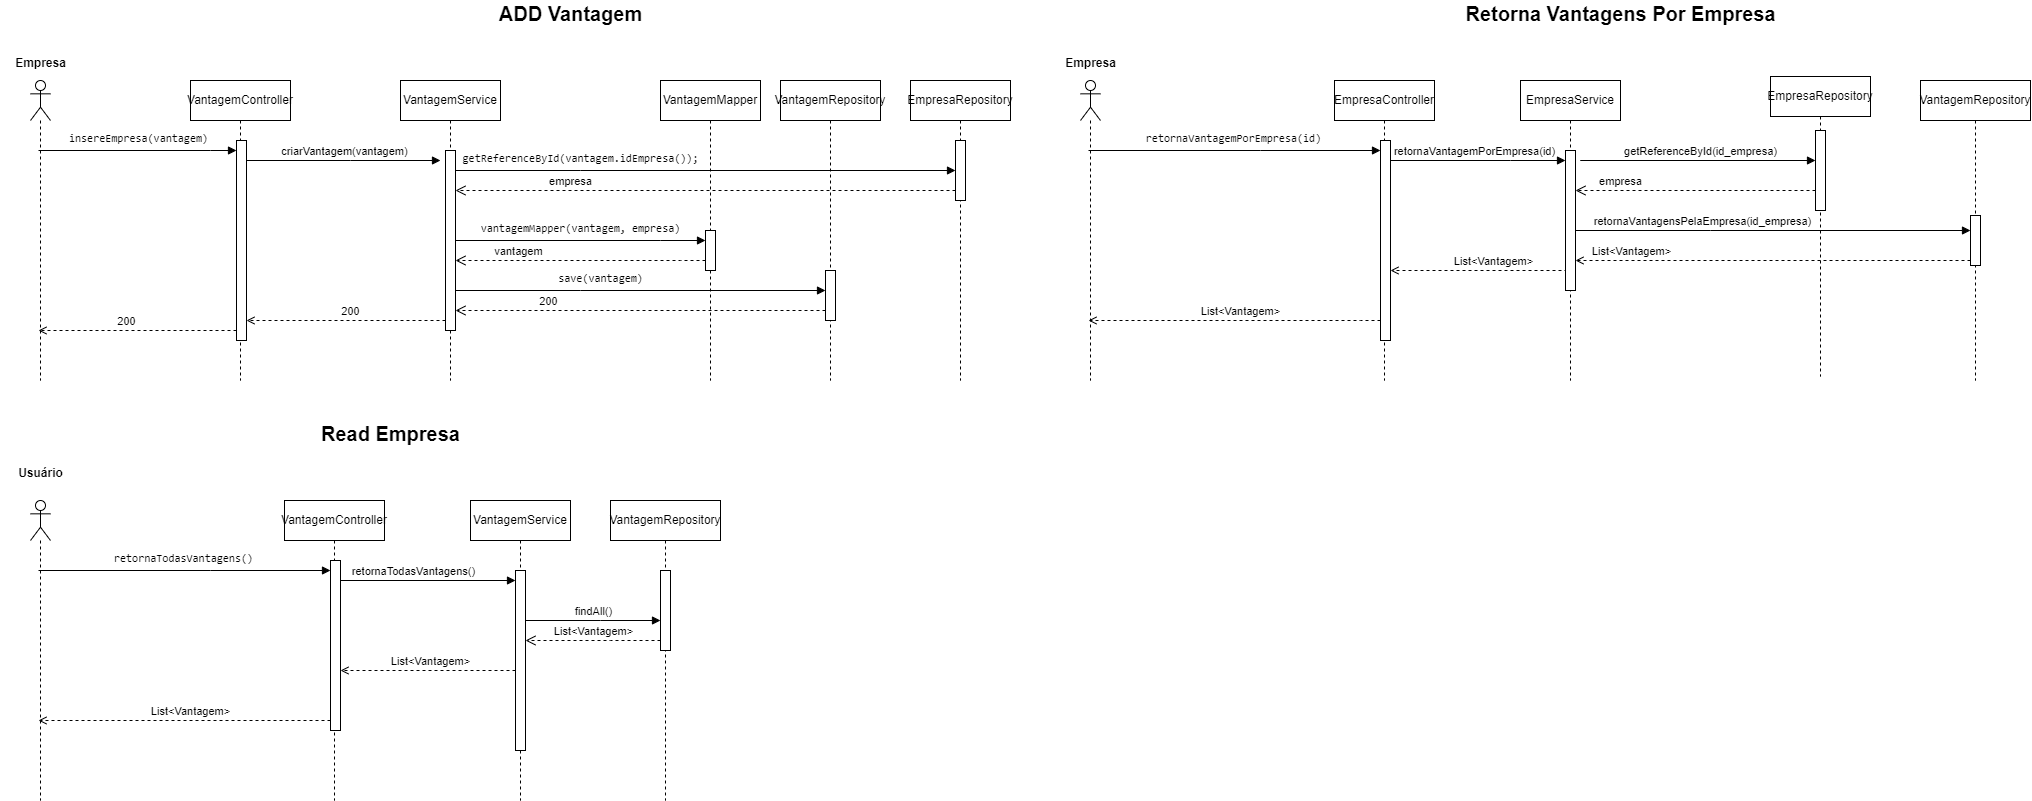 ADD Vantagem
Empresa
VantagemController
VantagemService
VantagemMapper
VantagemRepository
EmpresaRepository
insereEmpresa(vantagem)
criarVantagem(vantagem)
getReferenceById(vantagem.idEmpresa());
empresa
vantagemMapper(vantagem, empresa)
vantagem
save(vantagem)
200
200
200
Retorna Vantagens Por Empresa
Empresa
EmpresaController
EmpresaService
EmpresaRepository
VantagemRepository
retornaVantagemPorEmpresa(id)
retornaVantagemPorEmpresa(id)
getReferenceById(id_empresa)
empresa
retornaVantagensPelaEmpresa(id_empresa)
List<Vantagem>
List<Vantagem>
List<Vantagem>
Read Empresa
Usuário
VantagemController
VantagemService
VantagemRepository
retornaTodasVantagens()
retornaTodasVantagens()
findAll()
List<Vantagem>
List<Vantagem>
List<Vantagem>